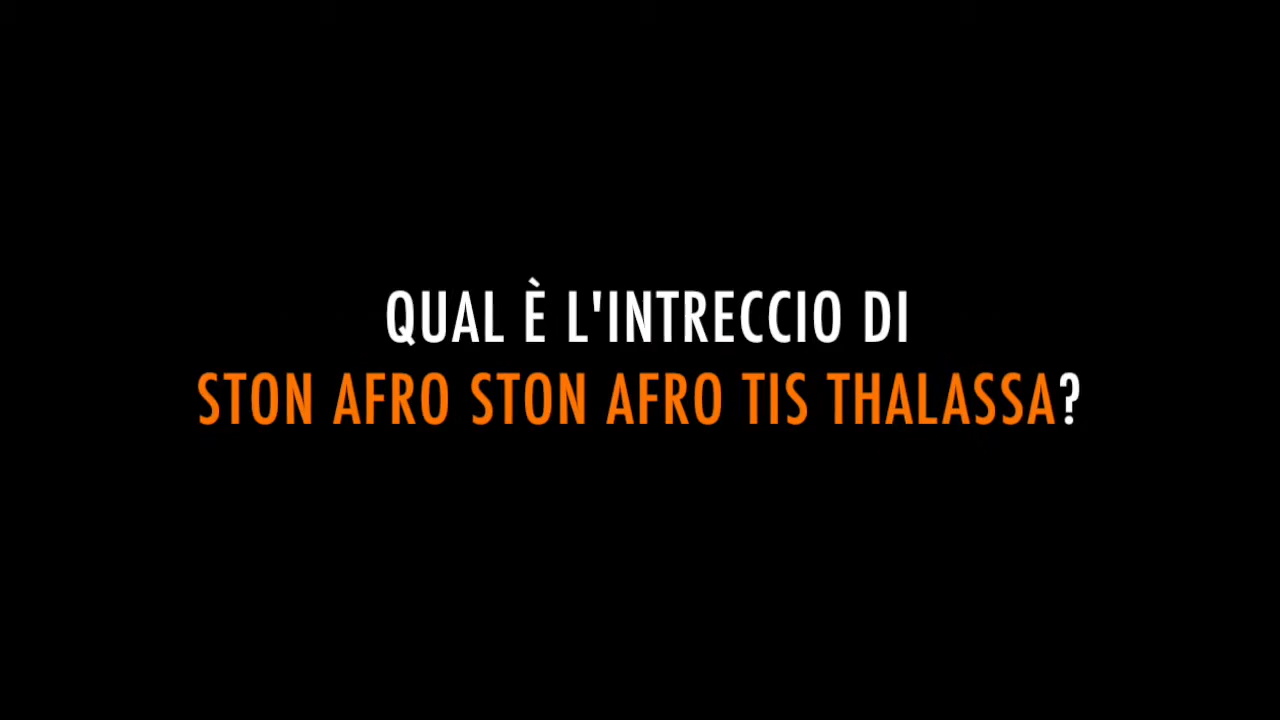 QUAL È L'INTRECCIO DI
STON AFRO STON AFRO TIS THALASSA?